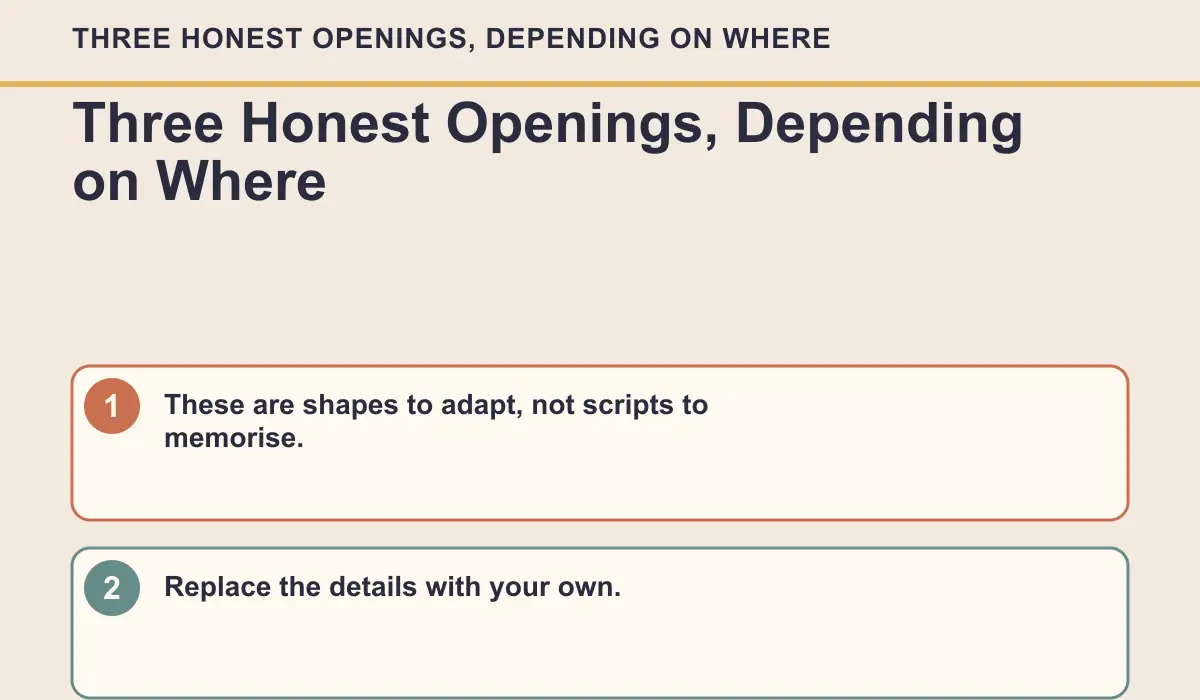 THREE HONEST OPENINGS, DEPENDING ON WHERE
Three Honest Openings, Depending
on Where
1
These are shapes to adapt, not scripts to
memorise.
2
Replace the details with your own.